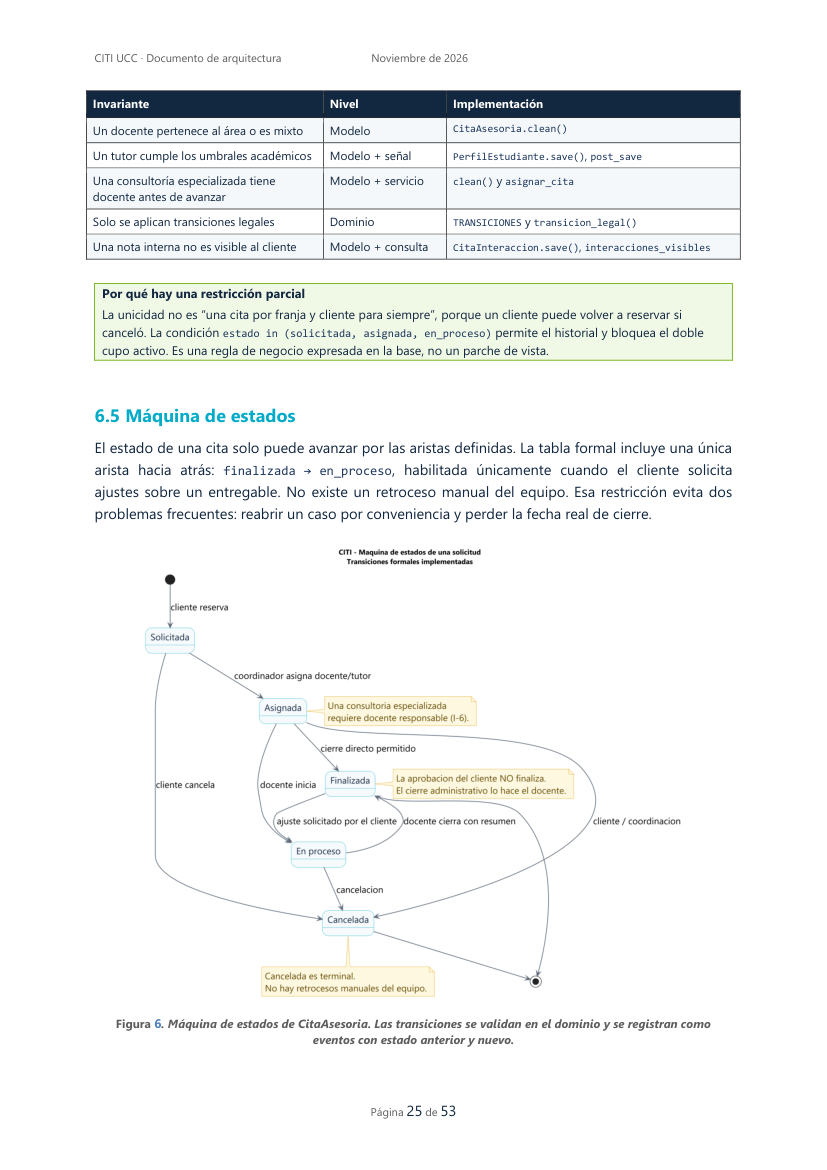 CITI UCC · Documento de arquitectura Noviembre de 2026
Invariante Nivel Implementación
Un docente pertenece al área o es mixto Modelo CitaAsesoria.clean()
Un tutor cumple los umbrales académicos Modelo + señal PerfilEstudiante.save(), post_save
Una consultoría especializada tiene Modelo + servicio clean() y asignar_cita
docente antes de avanzar
Solo se aplican transiciones legales Dominio TRANSICIONES y transicion_legal()
Una nota interna no es visible al cliente Modelo + consulta CitaInteraccion.save(), interacciones_visibles
Por qué hay una restricción parcial
La unicidad no es “una cita por franja y cliente para siempre”, porque un cliente puede volver a reservar si
canceló. La condición estado in (solicitada, asignada, en_proceso) permite el historial y bloquea el doble
cupo activo. Es una regla de negocio expresada en la base, no un parche de vista.
6.5 Máquina de estados
El estado de una cita solo puede avanzar por las aristas definidas. La tabla formal incluye una única
arista hacia atrás: finalizada → en_proceso, habilitada únicamente cuando el cliente solicita
ajustes sobre un entregable. No existe un retroceso manual del equipo. Esa restricción evita dos
problemas frecuentes: reabrir un caso por conveniencia y perder la fecha real de cierre.
CITI - Maquina de estados de una solicitud
Transiciones formales implementadas
cliente reserva
Solicitada
coordinador asigna docente/tutor
Asignada
Una consultoria especializada
requiere docente responsable (I-6).
cierre directo permitido
cliente cancela
docente inicia
Finalizada
La aprobacion del cliente NO finaliza.
El cierre administrativo lo hace el docente.
ajuste solicitado por el cliente
docente cierra con resumen
cliente / coordinacion
En proceso
cancelacion
Cancelada
Cancelada es terminal.
No hay retrocesos manuales del equipo.
Figura 6. Máquina de estados de CitaAsesoria. Las transiciones se validan en el dominio y se registran como
eventos con estado anterior y nuevo.
Página 25 de 53